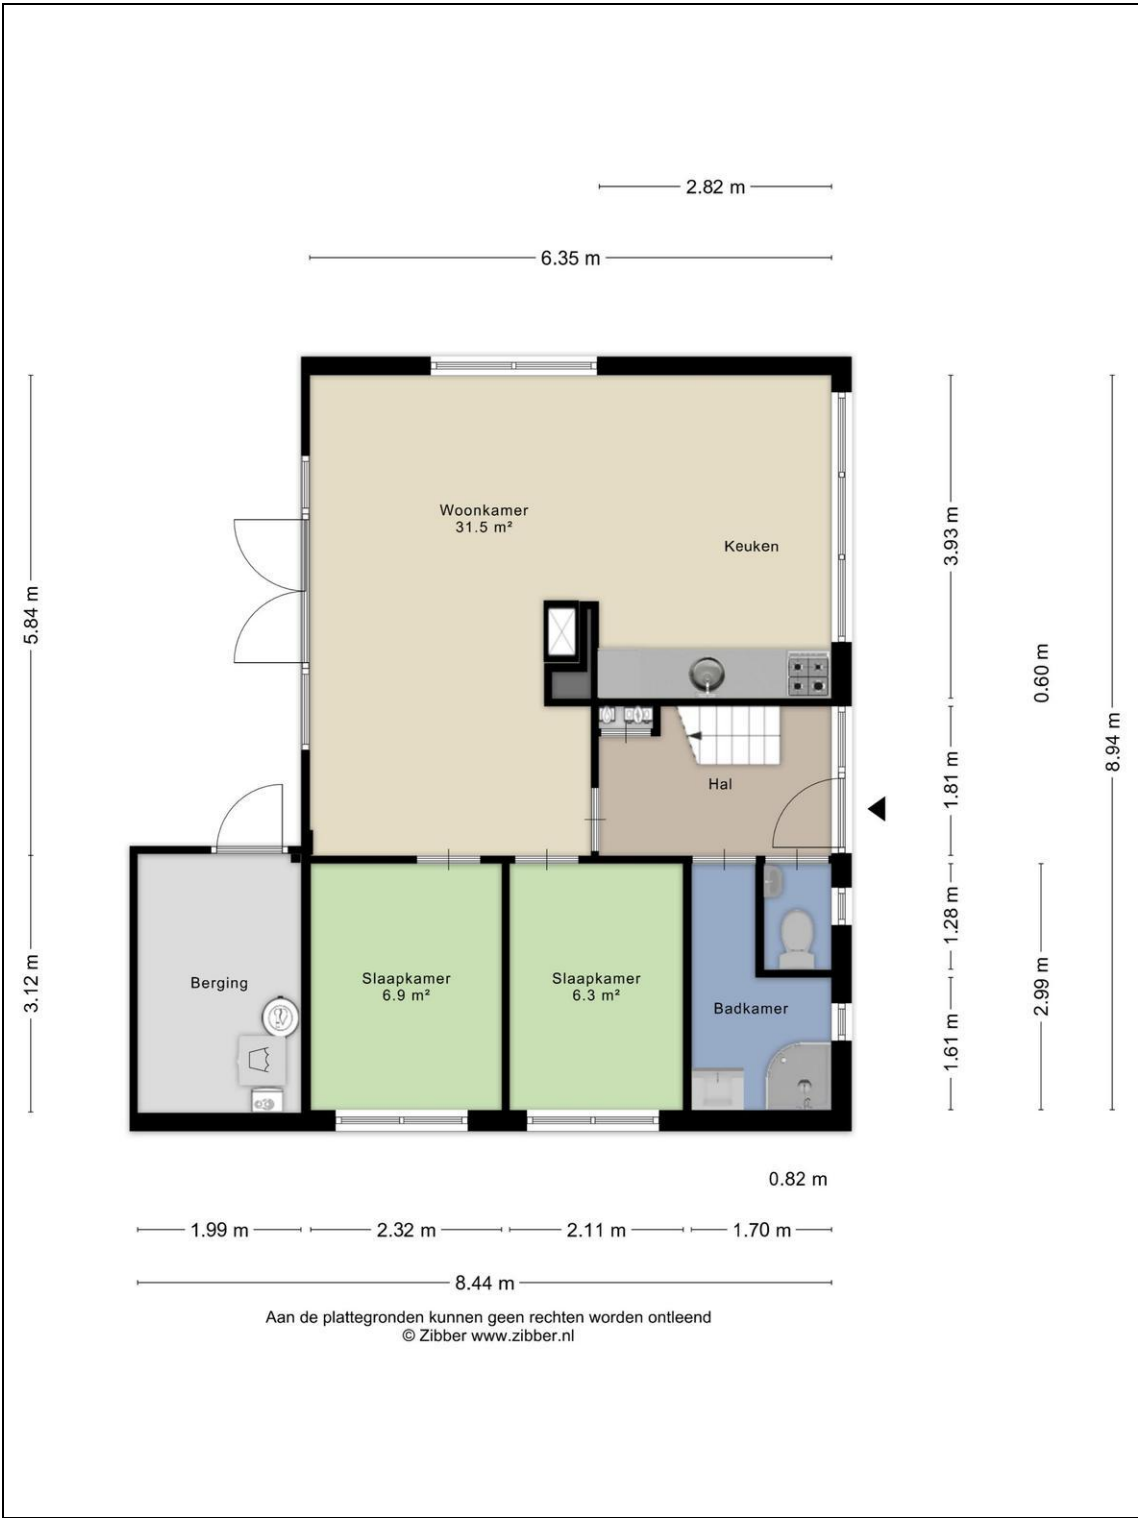 2.82 m
6.35 m
Woonkamer
31.5 m²
Keuken
3.93 m
5.84 m
0.60 m
8.94 m
1.81 m
Hal
1.28 m
3.12 m
Berging
Slaapkamer
6.9 m²
Slaapkamer
6.3 m²
Badkamer
2.99 m
1.61 m
0.82 m
1.99 m
2.32 m
2.11 m
1.70 m
8.44 m
Aan de plattegronden kunnen geen rechten worden ontleend
© Zibber www.zibber.nl